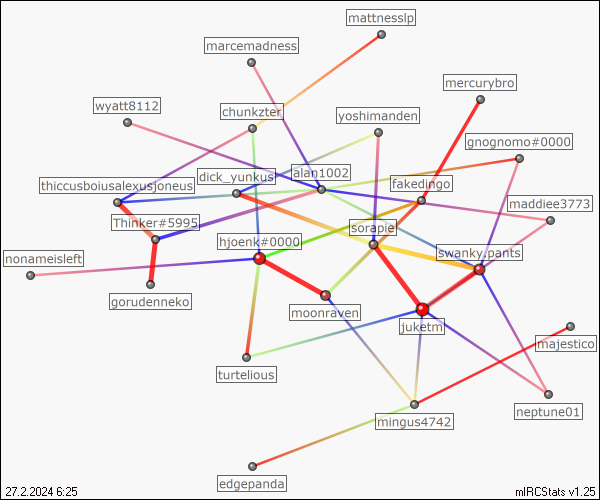 mattnesslp
marcemadness
mercurybro
wyatt8112
chunkzter
yoshimanden
gnognomo#0000
dick_yunkus
alan1002
thiccusboiusalexusjoneus
fakedingo
maddiee3773
Thinker#5995
sorapie
hjoenk#0000
swanky.pants
nonameisleft
gorudenneko
moonraven
juketm
majestico
turtelious
neptune01
mingus4742
edgepanda
27.2.2024 6:25
mIRCStats v1.25